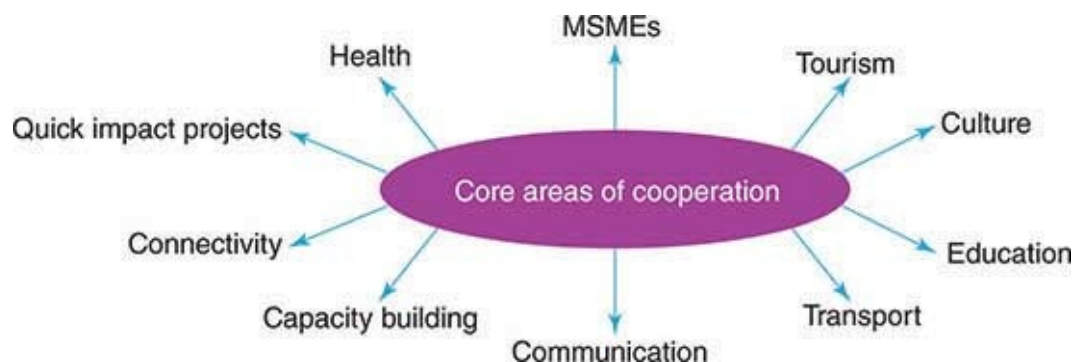 MSMEs
Health
Tourism
Quick impact projects
Culture
Core areas of cooperation
Connectivity
Education
Capacity building
Transport
Communication